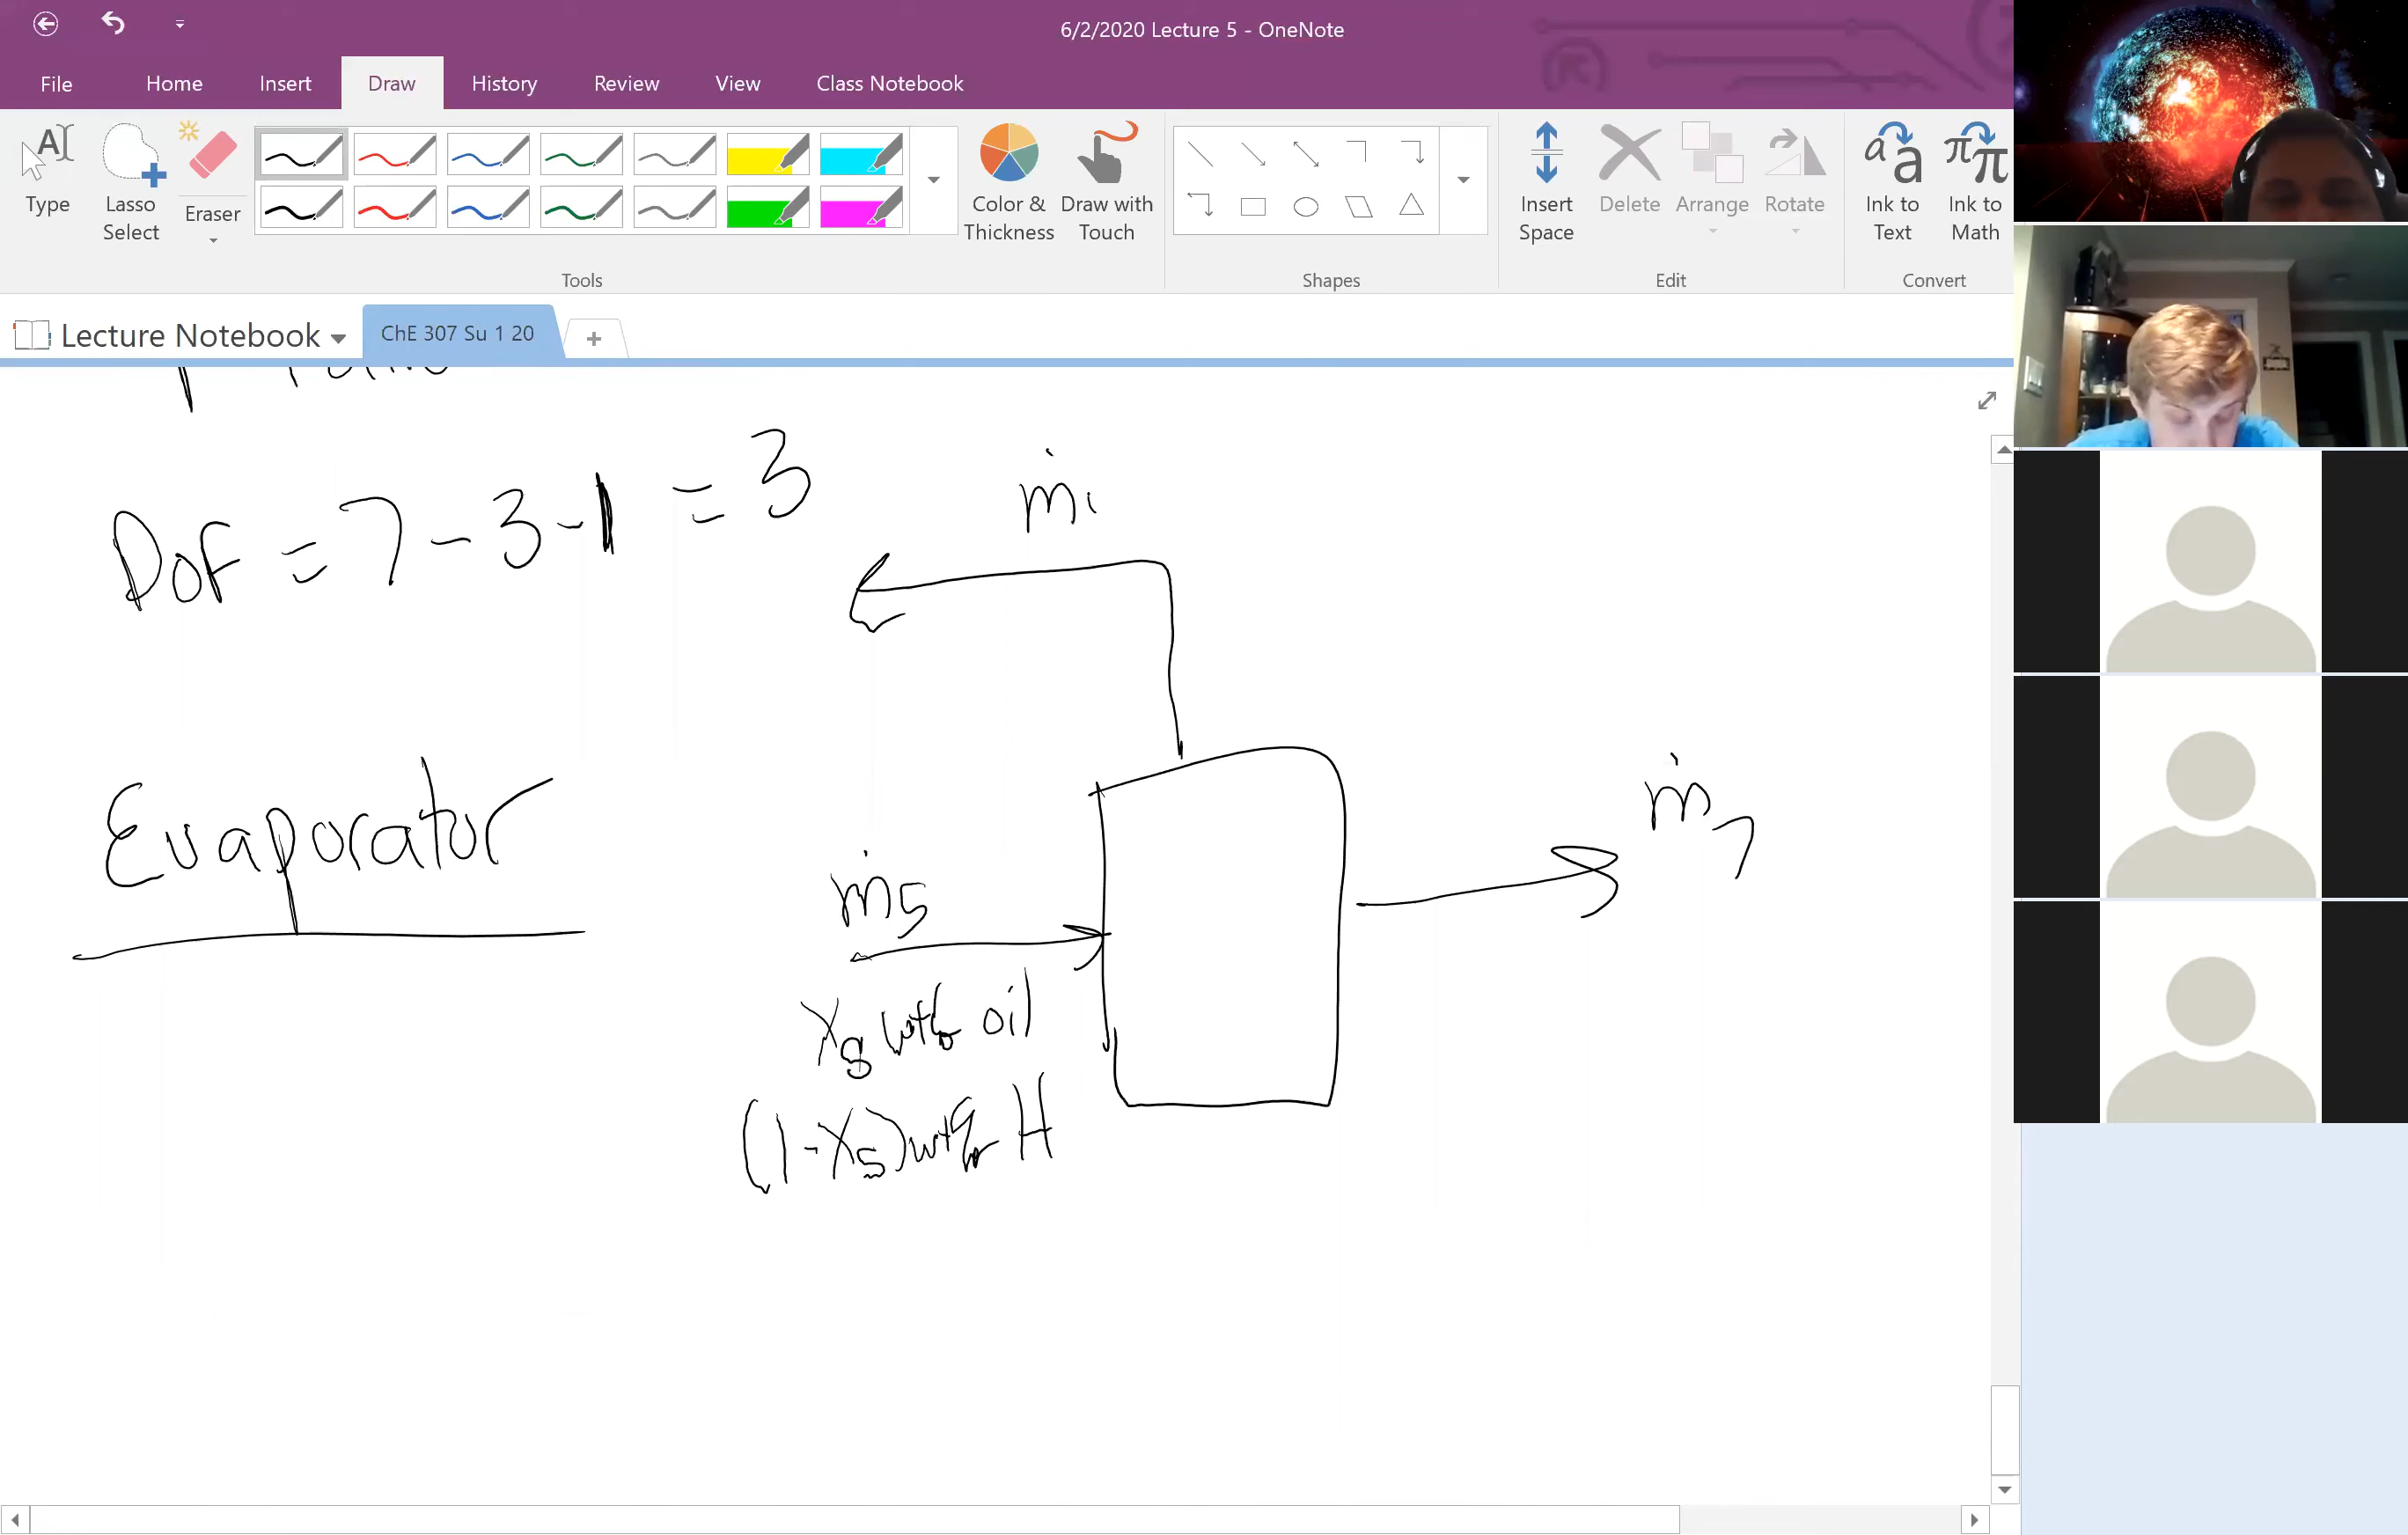 6/2/2020 Lecture 5 - OneNote
File Home Insert Draw History Review View Class Notebook
Type
Lasso Select
Eraser
Color & Thickness
Draw with Touch
Insert Space
Delete
Arrange
Rotate
Ink to Text
Ink to Math
Tools
Shapes
Edit
Convert
Lecture Notebook
ChE 307 Su 1 20
+
DOF = 7 - 3 - 1 = 3
ṁ1
Evaporator
ṁ5
ṁ7
X8 wt% oil
(1-X5) wt% H